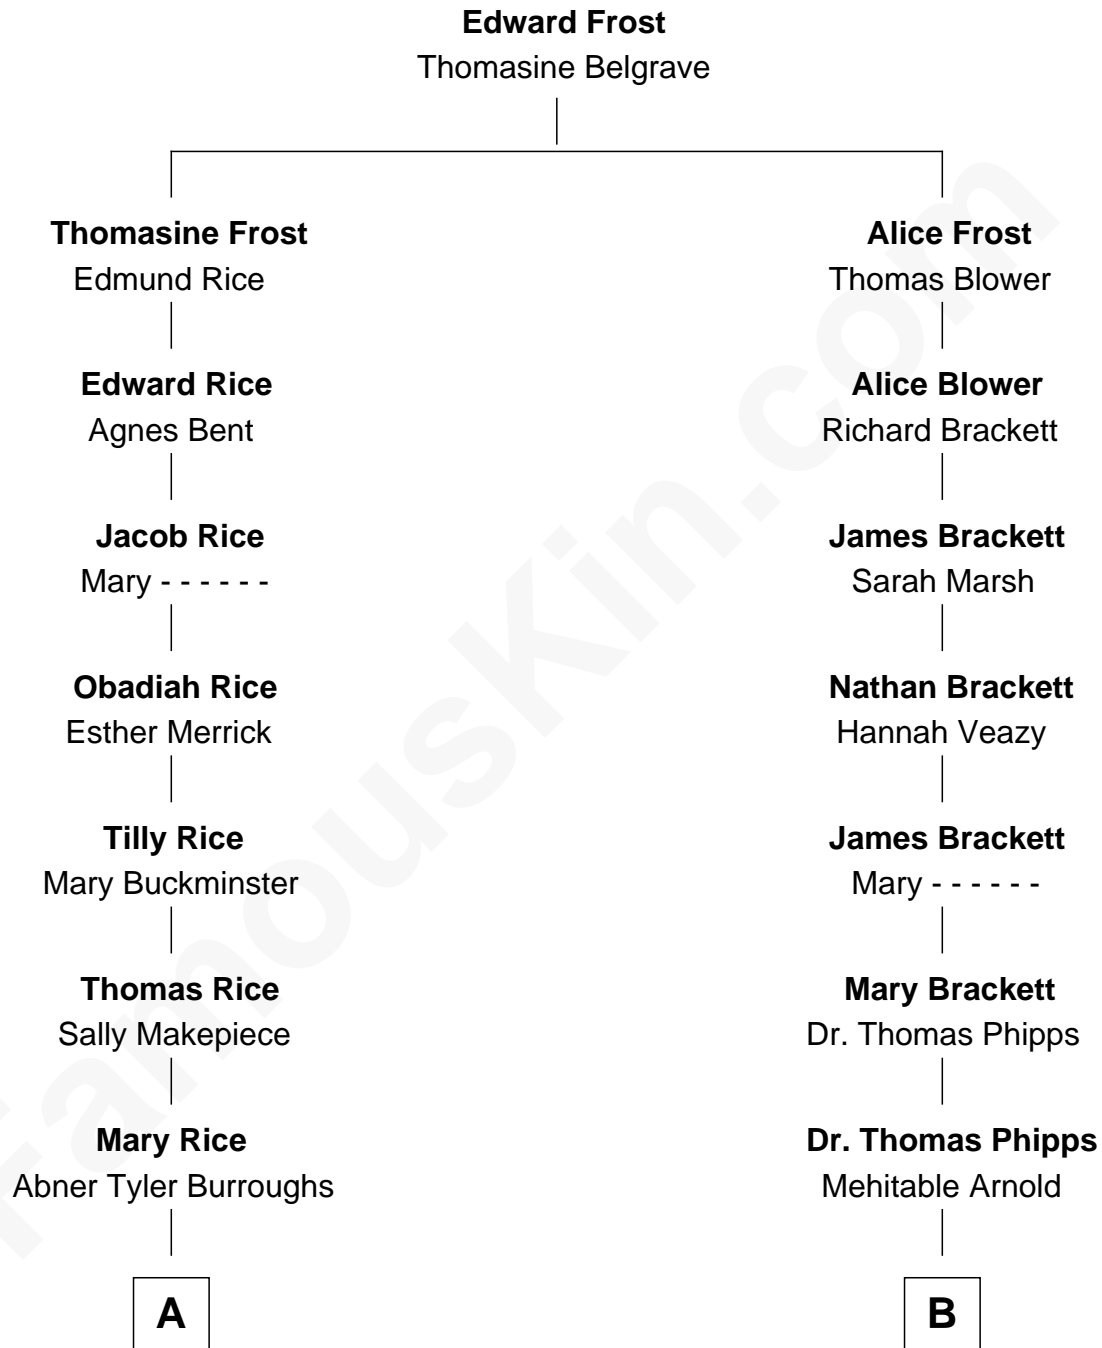 Edward Frost
Thomasine Belgrave
Thomasine Frost
Edmund Rice
Edward Rice
Agnes Bent
Jacob Rice
Mary - - - - - -
Obadiah Rice
Esther Merrick
Tilly Rice
Mary Buckminster
Thomas Rice
Sally Makepiece
Mary Rice
Abner Tyler Burroughs
A
Alice Frost
Thomas Blower
Alice Blower
Richard Brackett
James Brackett
Sarah Marsh
Nathan Brackett
Hannah Veazy
James Brackett
Mary - - - - - -
Mary Brackett
Dr. Thomas Phipps
Dr. Thomas Phipps
Mehitable Arnold
B
FamousKin.com